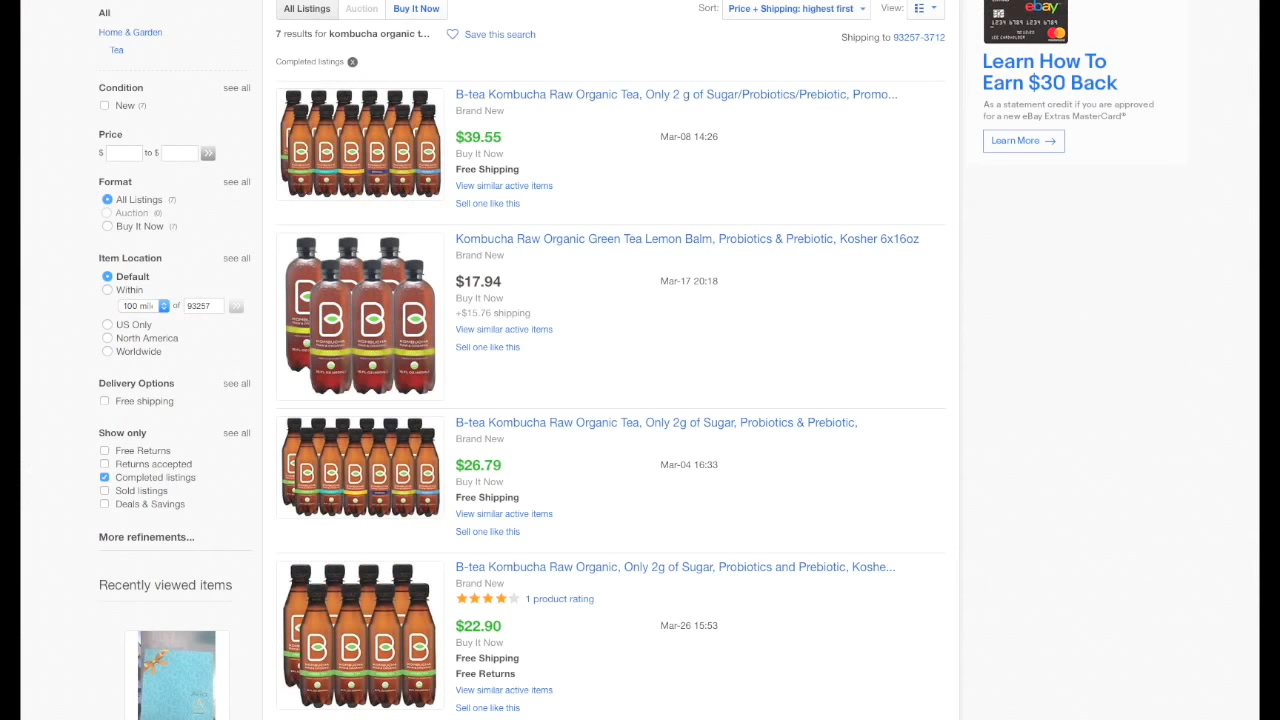 All
Home & Garden
Tea
Condition see all
New (7)
Price
$ to $
Format see all
All Listings (7)
Auction (0)
Buy It Now (7)
Item Location see all
Default
Within
100 mil of 93257
US Only
North America
Worldwide
Delivery Options see all
Free shipping
Show only see all
Free Returns
Returns accepted
Completed listings
Sold listings
Deals & Savings
More refinements...
Recently viewed items
All Listings Auction Buy It Now
Sort: Price + Shipping: highest first View:
7 results for kombucha organic t... Save this search
Shipping to 93257-3712
Completed listings x
B-tea Kombucha Raw Organic Tea, Only 2 g of Sugar/Probiotics/Prebiotic, Promo...
Brand New
$39.55 Mar-08 14:26
Buy It Now
Free Shipping
View similar active items
Sell one like this
Kombucha Raw Organic Green Tea Lemon Balm, Probiotics & Prebiotic, Kosher 6x16oz
Brand New
$17.94 Mar-17 20:18
Buy It Now
+$15.76 shipping
View similar active items
Sell one like this
KOMBUCHA
KOMBUCHA
KOMBUCHA
B-tea Kombucha Raw Organic Tea, Only 2g of Sugar, Probiotics & Prebiotic,
Brand New
$26.79 Mar-04 16:33
Buy It Now
Free Shipping
View similar active items
Sell one like this
B-tea Kombucha Raw Organic, Only 2g of Sugar, Probiotics and Prebiotic, Koshe...
Brand New
1 product rating
$22.90 Mar-26 15:53
Buy It Now
Free Shipping
Free Returns
View similar active items
Sell one like this
KOMBUCHA
KOMBUCHA
KOMBUCHA
KOMBUCHA
ebay
Learn How To
Earn $30 Back
As a statement credit if you are approved
for a new eBay Extras MasterCard®
Learn More